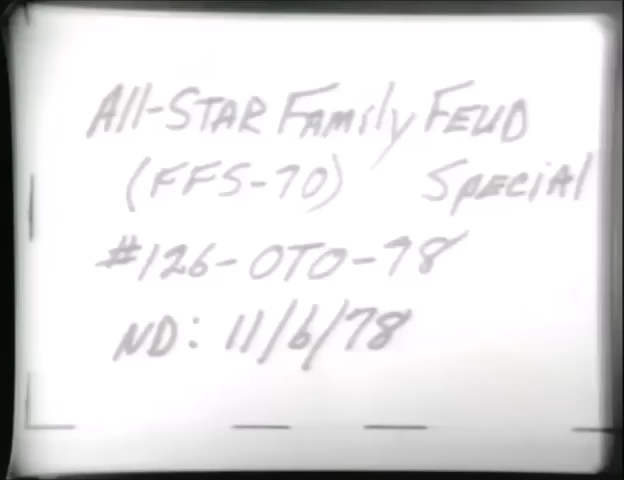 All-STAR FAmily FEUD
(FFS-70) SpECiAl
#126-OTO-78
ND: 11/6/78